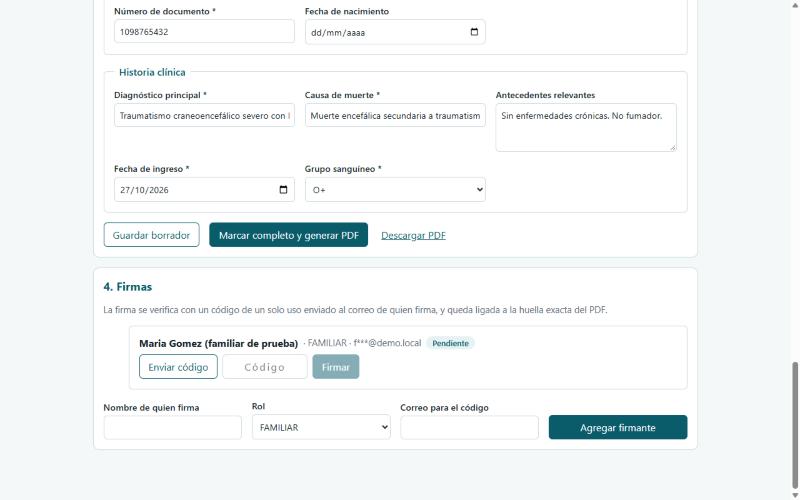 Número de documento * Fecha de nacimiento
1098765432 dd/mm/aaaa
Historia clínica
Diagnóstico principal * Causa de muerte * Antecedentes relevantes
Traumatismo craneoencefálico severo con Muerte encefálica secundaria a traumatism Sin enfermedades crónicas. No fumador.
Fecha de ingreso * Grupo sanguíneo *
27/10/2026 O+
Guardar borrador Marcar completo y generar PDF Descargar PDF
4. Firmas
La firma se verifica con un código de un solo uso enviado al correo de quien firma, y queda ligada a la huella exacta del PDF.
Maria Gomez (familiar de prueba) · FAMILIAR · f***@demo.local Pendiente
Enviar código Código Firmar
Nombre de quien firma Rol Correo para el código
FAMILIAR Agregar firmante